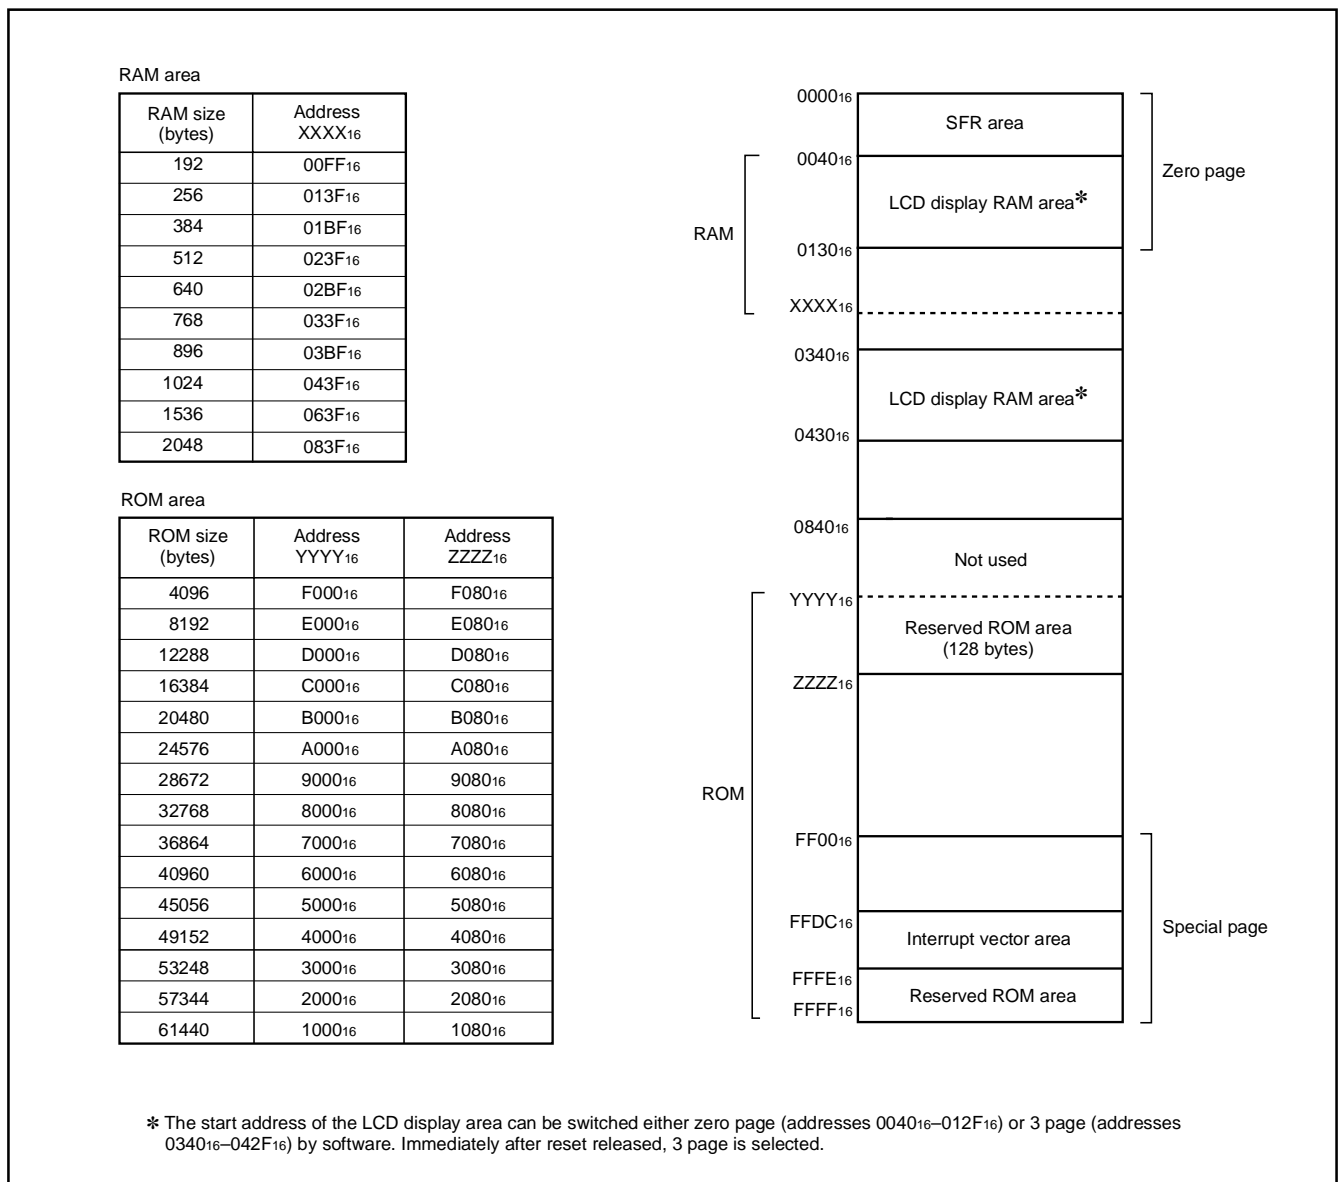 RAM area
RAM size (bytes) Address XXXX16
192 00FF16
256 013F16
384 01BF16
512 023F16
640 02BF16
768 033F16
896 03BF16
1024 043F16
1536 063F16
2048 083F16
ROM area
ROM size (bytes) Address YYYY16 Address ZZZZ16
4096 F00016 F08016
8192 E00016 E08016
12288 D00016 D08016
16384 C00016 C08016
20480 B00016 B08016
24576 A00016 A08016
28672 900016 908016
32768 800016 808016
36864 700016 708016
40960 600016 608016
45056 500016 508016
49152 400016 408016
53248 300016 308016
57344 200016 208016
61440 100016 108016
000016
SFR area
004016
Zero page
LCD display RAM area✽
RAM
013016
XXXX16
034016
LCD display RAM area✽
043016
084016
Not used
YYYY16
Reserved ROM area
(128 bytes)
ZZZZ16
ROM
FF0016
FFDC16
Special page
Interrupt vector area
FFFE16
Reserved ROM area
FFFF16
✽ The start address of the LCD display area can be switched either zero page (addresses 004016–012F16) or 3 page (addresses
034016–042F16) by software. Immediately after reset released, 3 page is selected.